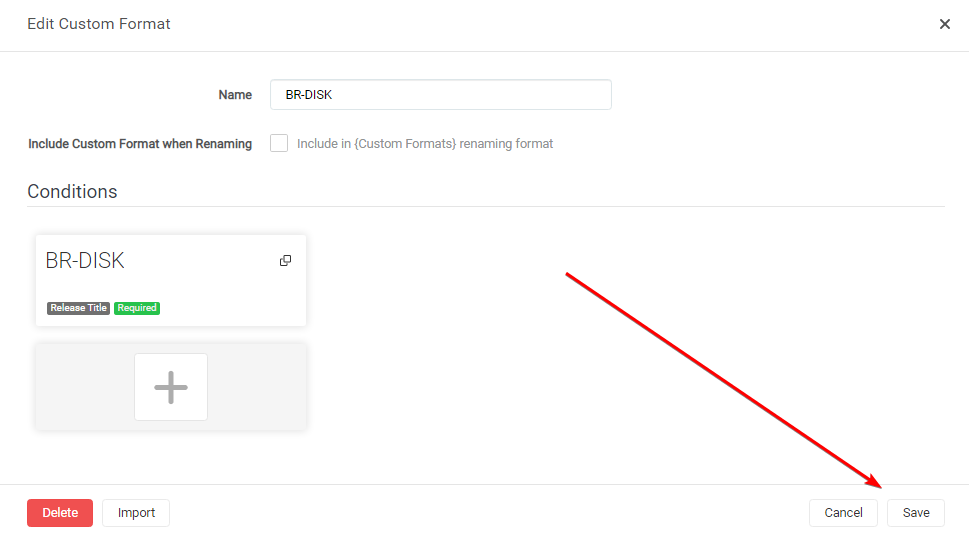 Edit Custom Format
Name
BR-DISK
Include Custom Format when Renaming
Include in {Custom Formats} renaming format
Conditions
BR-DISK
Release Title Required
Delete Import Cancel Save